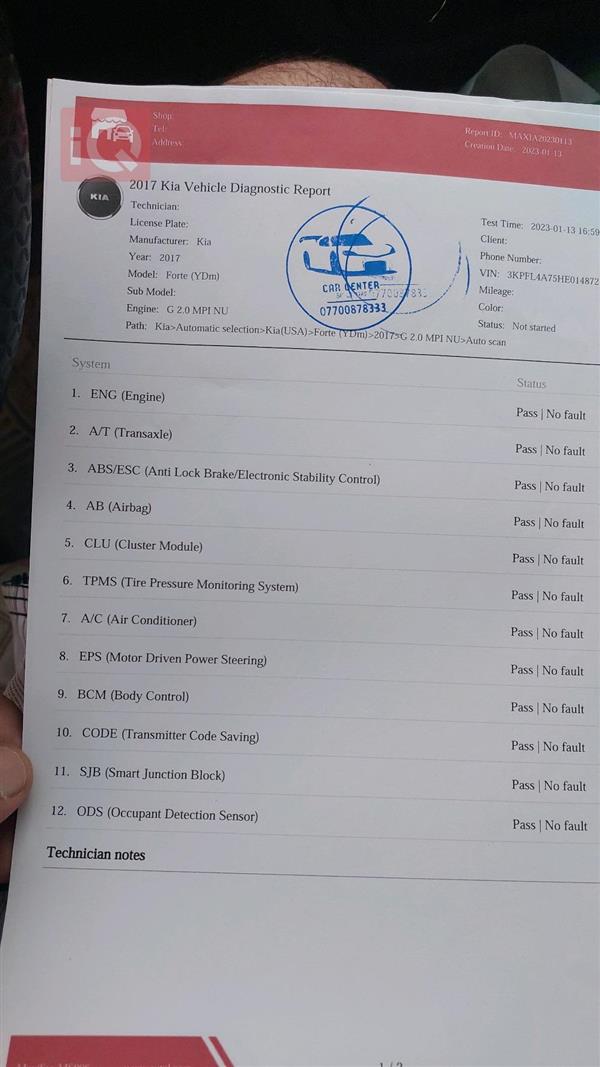 iQ
Shop:
Tel:
Address:
Report ID: MAXIA20230113
Creation Date: 2023-01-13
KIA
2017 Kia Vehicle Diagnostic Report
Technician:
License Plate:
Manufacturer: Kia
Year: 2017
Model: Forte (YDm)
Sub Model:
Engine: G 2.0 MPI NU
Path: Kia>Automatic selection>Kia(USA)>Forte (YDm)>2017>G 2.0 MPI NU>Auto scan
Test Time: 2023-01-13 16:59
Client:
Phone Number:
VIN: 3KPFL4A75HE014872
Mileage:
Color:
Status: Not started
CAR CENTER
07700878333
System Status
1. ENG (Engine) Pass | No fault
2. A/T (Transaxle) Pass | No fault
3. ABS/ESC (Anti Lock Brake/Electronic Stability Control) Pass | No fault
4. AB (Airbag) Pass | No fault
5. CLU (Cluster Module) Pass | No fault
6. TPMS (Tire Pressure Monitoring System) Pass | No fault
7. A/C (Air Conditioner) Pass | No fault
8. EPS (Motor Driven Power Steering) Pass | No fault
9. BCM (Body Control) Pass | No fault
10. CODE (Transmitter Code Saving) Pass | No fault
11. SJB (Smart Junction Block) Pass | No fault
12. ODS (Occupant Detection Sensor) Pass | No fault
Technician notes